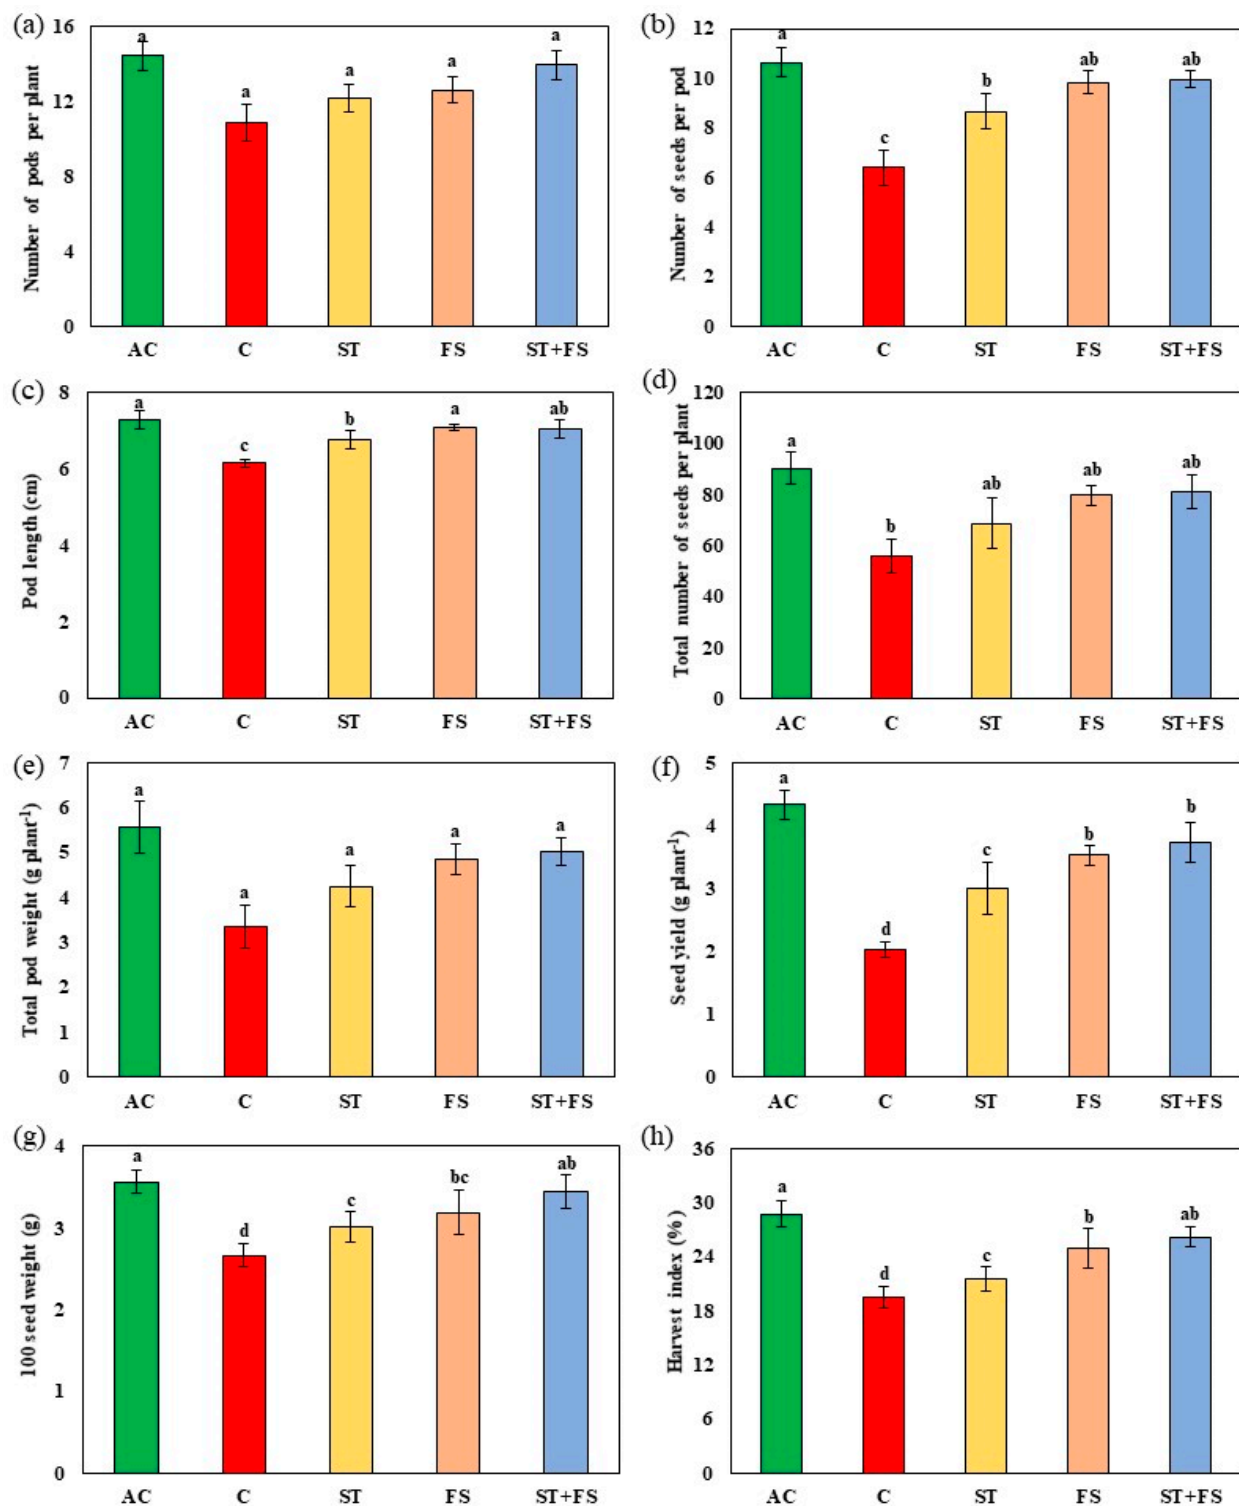 (a)
Number of pods per plant
16
12
8
4
0
a
a
a
a
a
AC C ST FS ST+FS
(b)
Number of seeds per pod
12
10
8
6
4
2
0
a
c
b
ab
ab
AC C ST FS ST+FS
(c)
Pod length (cm)
8
6
4
2
0
a
c
b
a
ab
AC C ST FS ST+FS
(d)
Total number of seeds per plant
120
100
80
60
40
20
0
a
b
ab
ab
ab
AC C ST FS ST+FS
(e)
Total pod weight (g plant⁻¹)
7
6
5
4
3
2
1
0
a
a
a
a
a
AC C ST FS ST+FS
(f)
Seed yield (g plant⁻¹)
5
4
3
2
1
0
a
d
c
b
b
AC C ST FS ST+FS
(g)
100 seed weight (g)
4
3
2
1
0
a
d
c
bc
ab
AC C ST FS ST+FS
(h)
Harvest index (%)
36
30
24
18
12
6
0
a
d
c
b
ab
AC C ST FS ST+FS